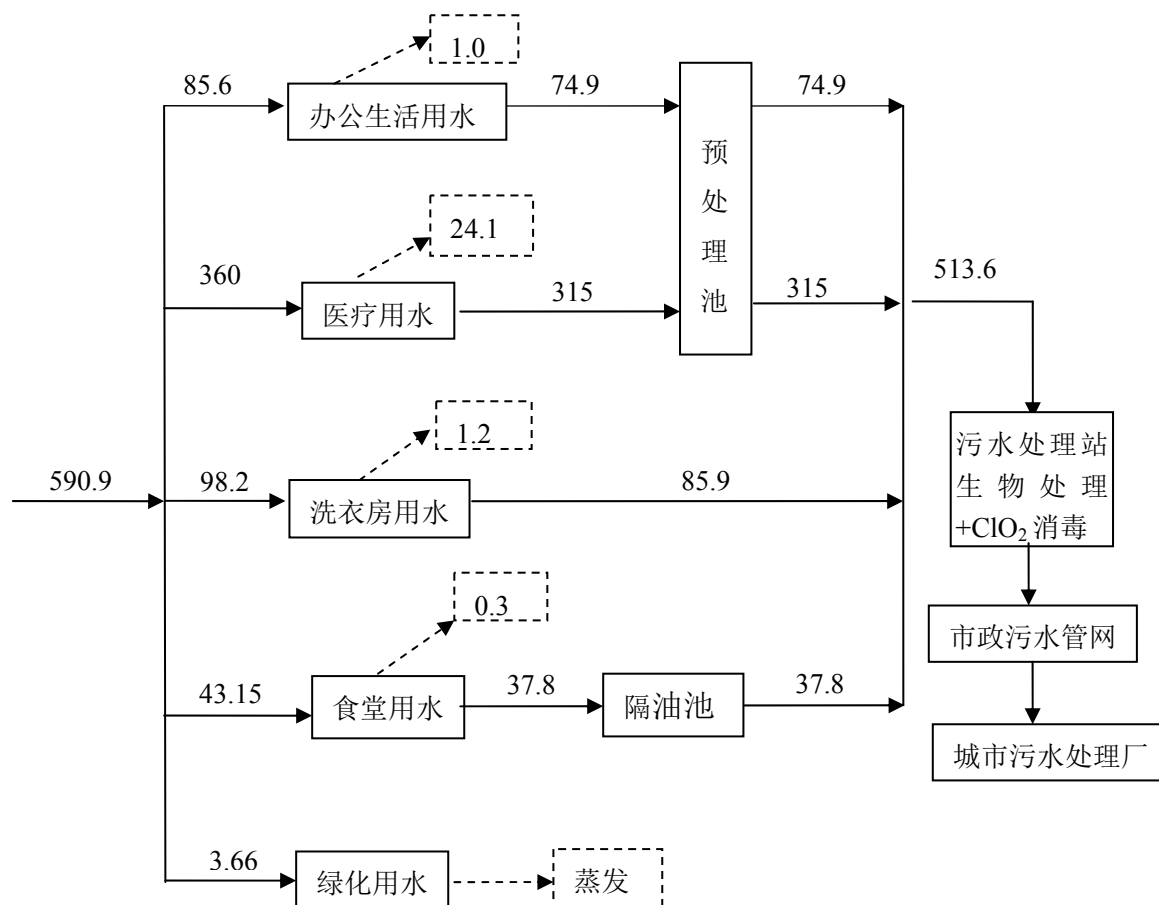 1.0
85.6
办公生活用水
74.9
74.9
预处理池
24.1
360
医疗用水
315
315
513.6
1.2
590.9
98.2
洗衣房用水
85.9
污水处理站
生物处理
+ClO₂消毒
0.3
市政污水管网
43.15
食堂用水
37.8
隔油池
37.8
城市污水处理厂
3.66
绿化用水
蒸发